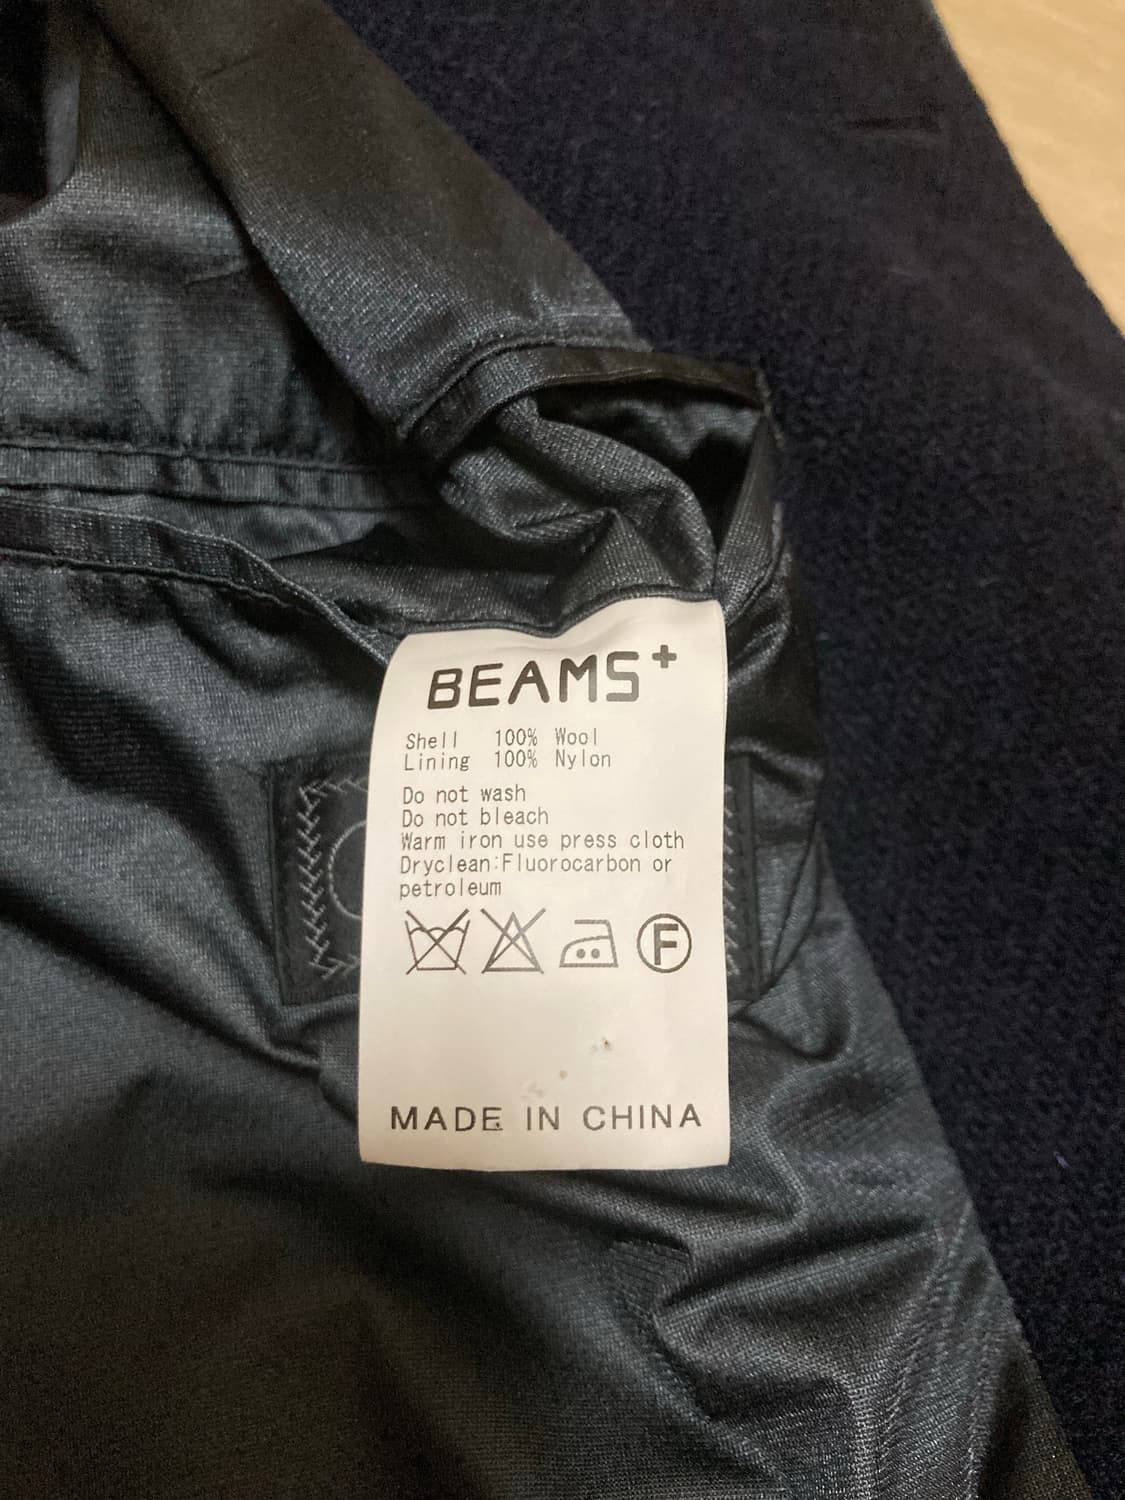 BEAMS+
Shell 100% Wool
Lining 100% Nylon
Do not wash
Do not bleach
Warm iron use press cloth
Dryclean:Fluorocarbon or
petroleum
F
MADE IN CHINA